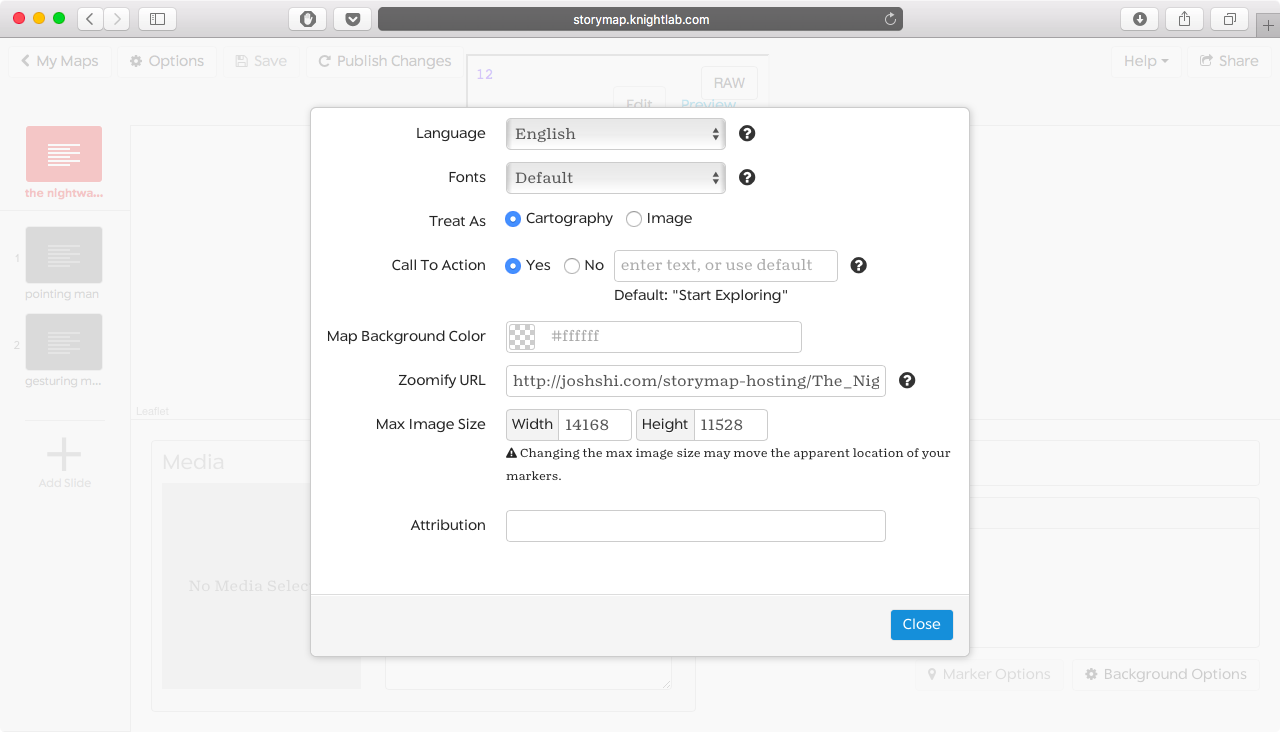 storymap.knightlab.com
My Maps
Options
Save
Publish Changes
12
RAW
Edit
Preview
Help
Share
the nightwa...
1
pointing man
2
gesturing m...
Add Slide
Leaflet
Media
No Media Selec
Language
English
Fonts
Default
Treat As
Cartography
Image
Call To Action
Yes
No
enter text, or use default
Default: "Start Exploring"
Map Background Color
#ffffff
Zoomify URL
http://joshshi.com/storymap-hosting/The_Nig
Max Image Size
Width
14168
Height
11528
Changing the max image size may move the apparent location of your
markers.
Attribution
Close
Marker Options
Background Options